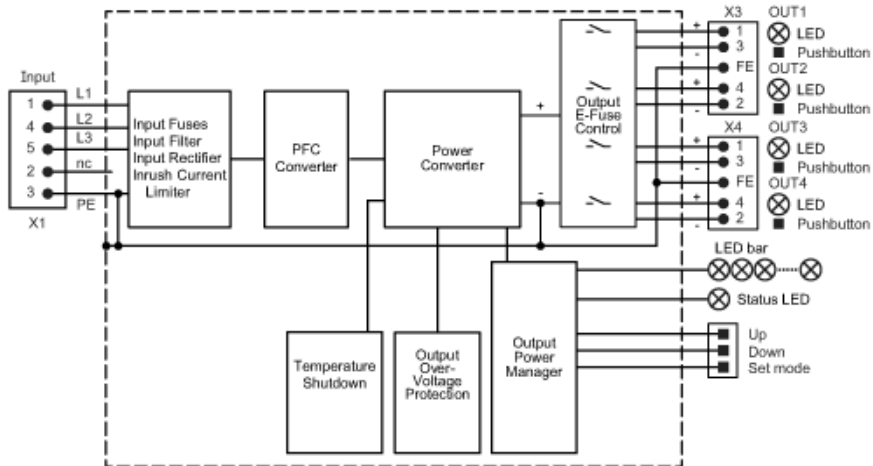 Input
1 L1
4 L2
5 L3
2 nc
3 PE
X1
Input Fuses
Input Filter
Input Rectifier
Inrush Current
Limiter
PFC
Converter
Power
Converter
+
-
Output
E-Fuse
Control
Temperature
Shutdown
Output
Over-
Voltage
Protection
Output
Power
Manager
X3
+ 1
- 3
FE
+ 4
- 2
OUT1
LED
Pushbutton
OUT2
LED
Pushbutton
X4
+ 1
- 3
FE
+ 4
- 2
OUT3
LED
Pushbutton
OUT4
LED
Pushbutton
LED bar
Status LED
Up
Down
Set mode